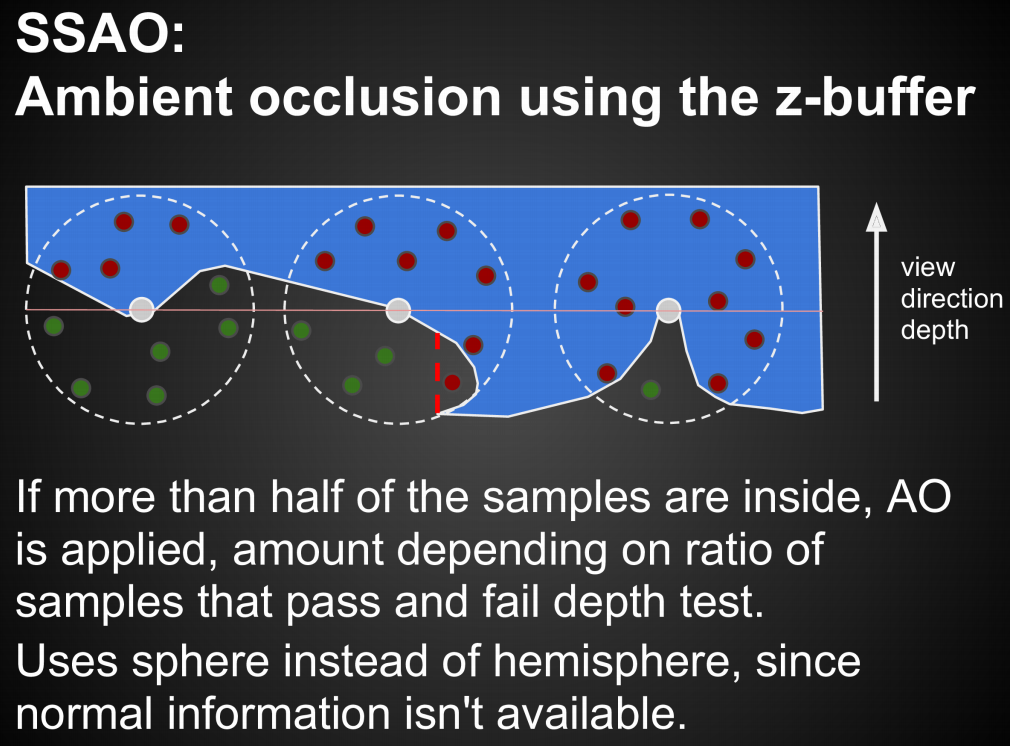 SSAO:
Ambient occlusion using the z-buffer
view
direction
depth
If more than half of the samples are inside, AO
is applied, amount depending on ratio of
samples that pass and fail depth test.
Uses sphere instead of hemisphere, since
normal information isn't available.